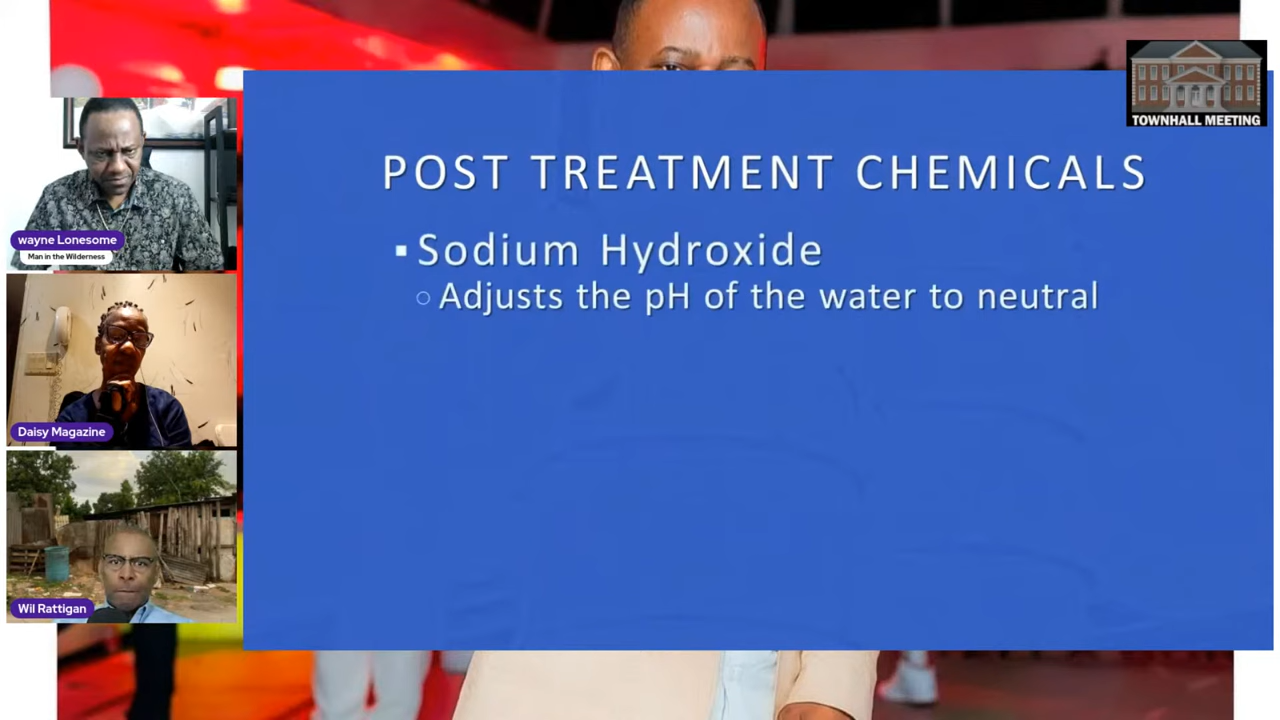 TOWNHALL MEETING
POST TREATMENT CHEMICALS
▪ Sodium Hydroxide
○ Adjusts the pH of the water to neutral
wayne Lonesome
Man in the Wilderness
Daisy Magazine
Wil Rattigan